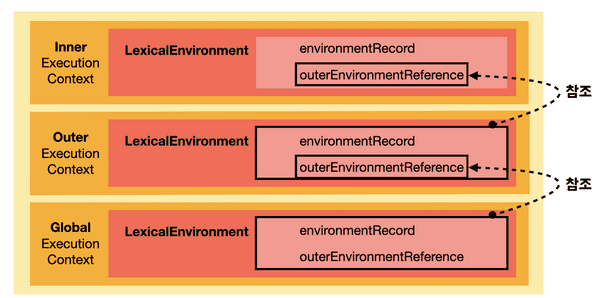 Inner
Execution
Context
LexicalEnvironment
environmentRecord
outerEnvironmentReference
참조
Outer
Execution
Context
LexicalEnvironment
environmentRecord
outerEnvironmentReference
참조
Global
Execution
Context
LexicalEnvironment
environmentRecord
outerEnvironmentReference